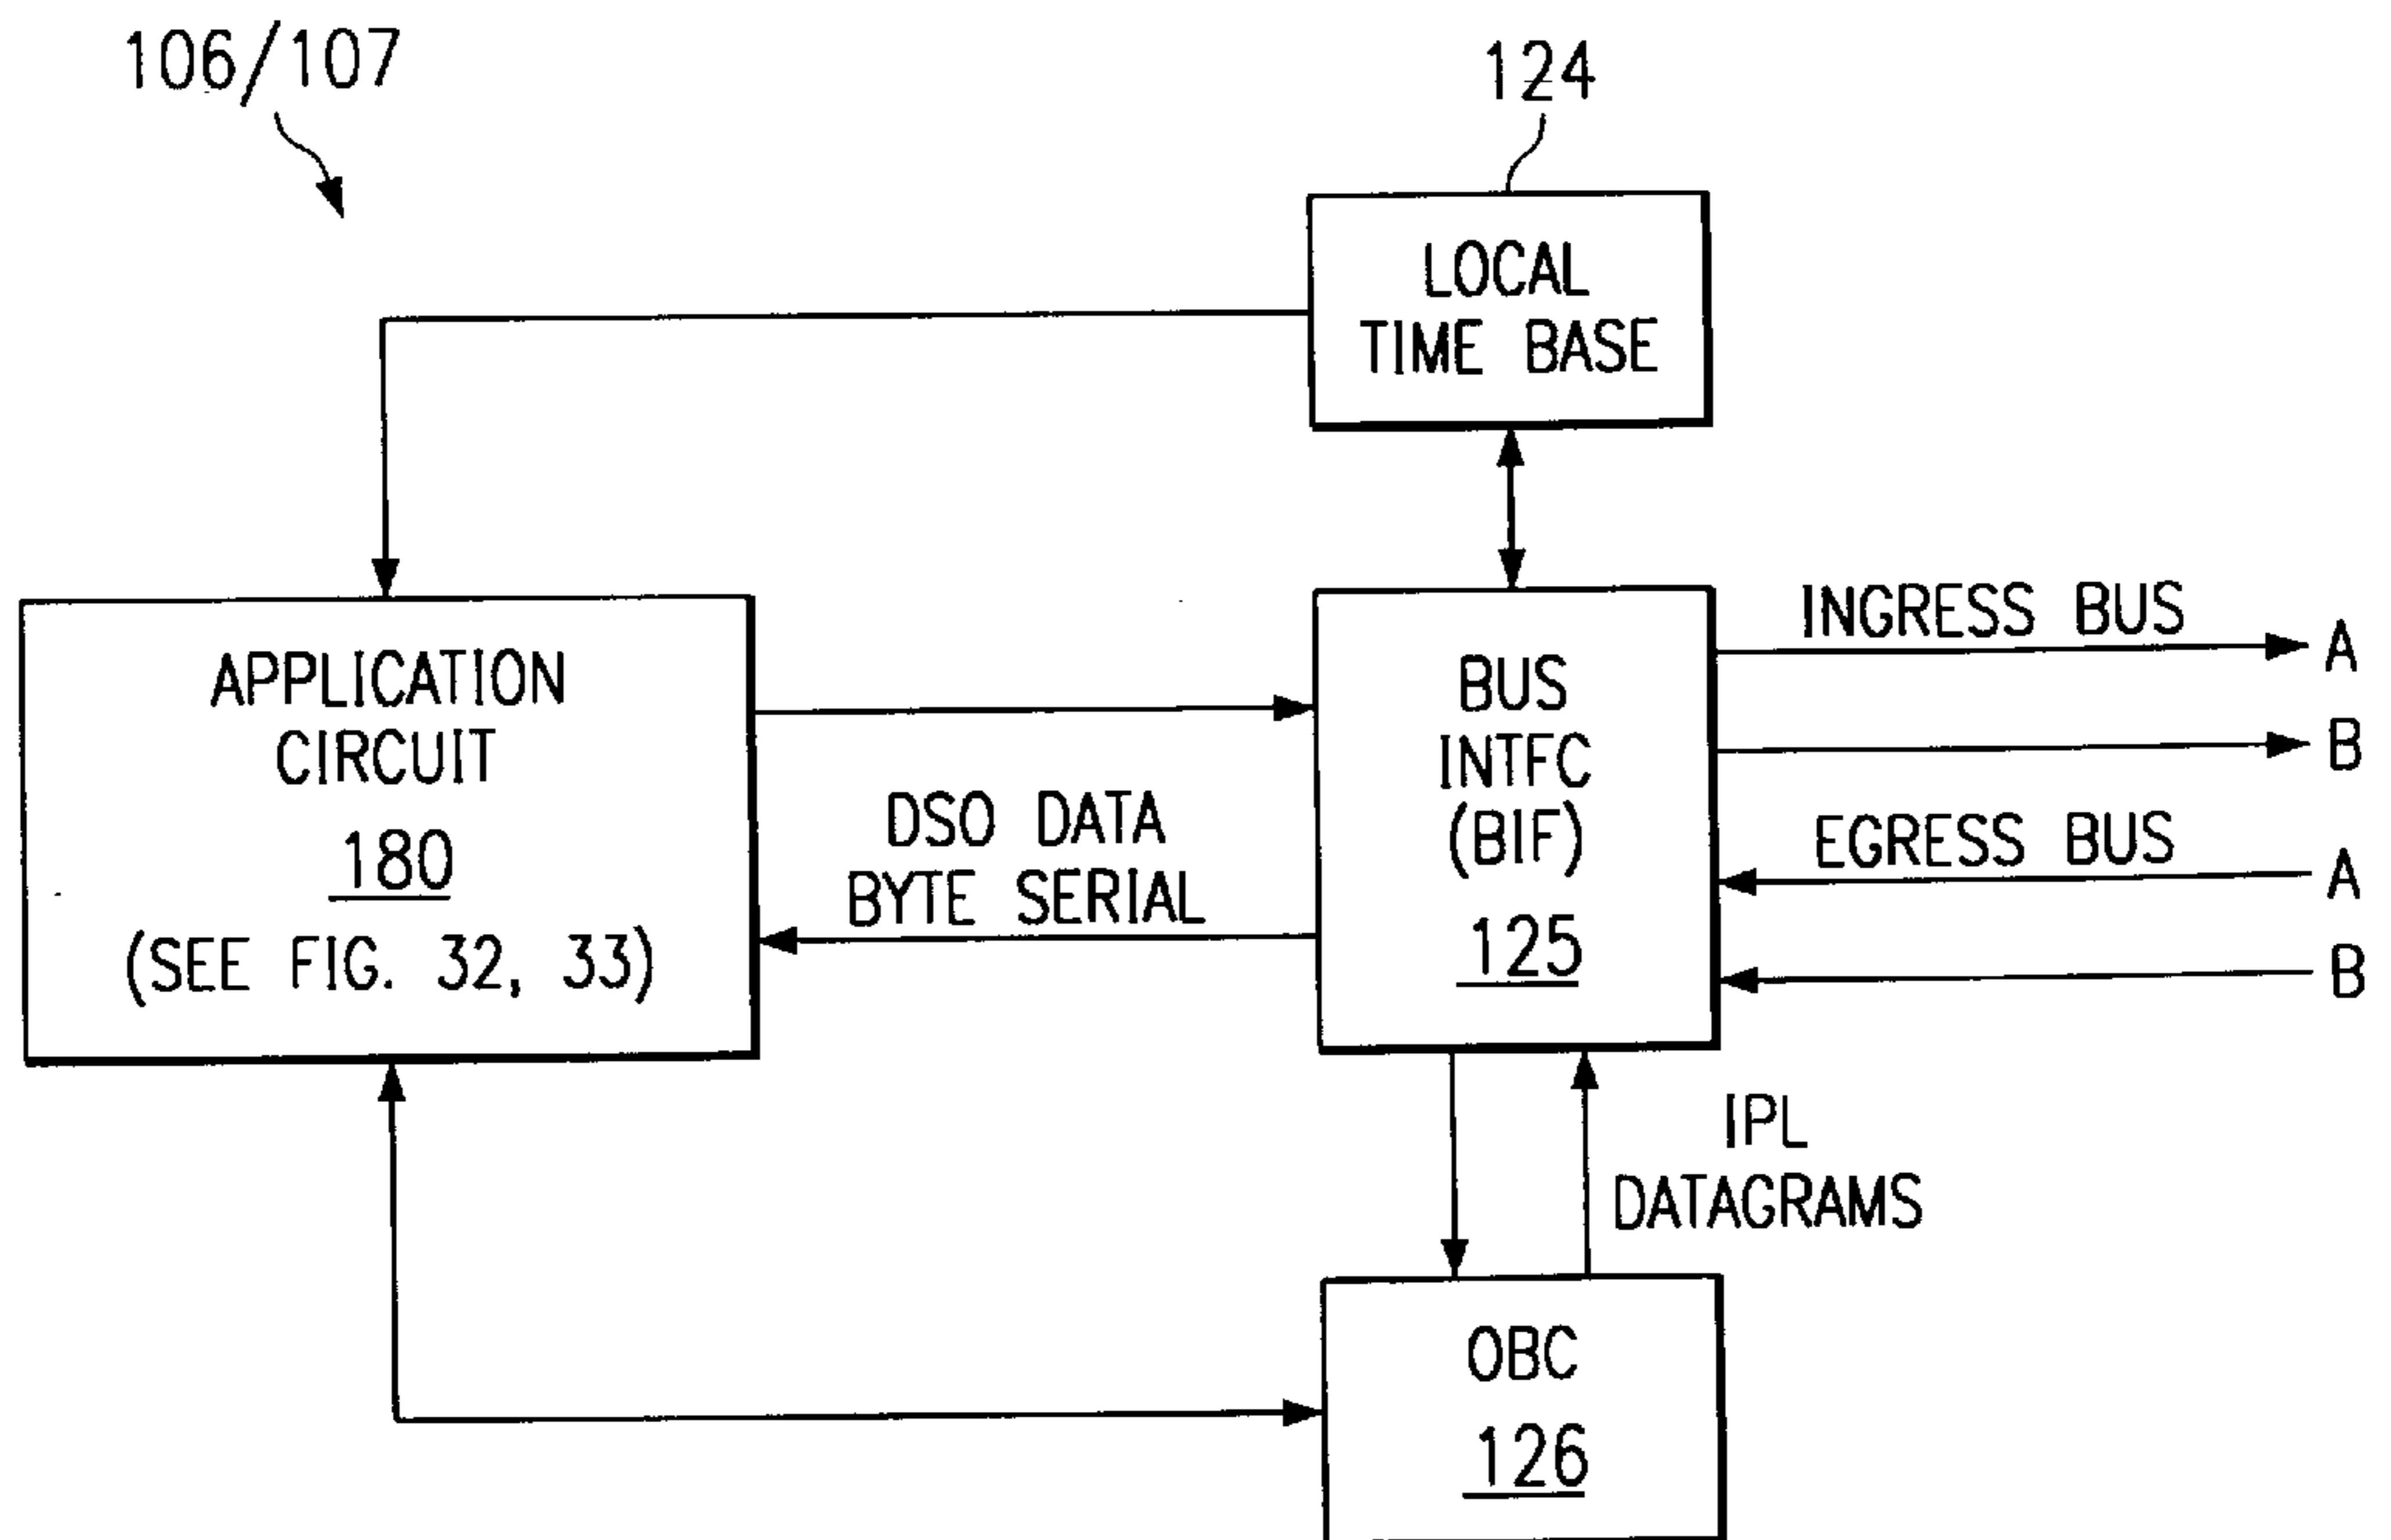 106/107
124
LOCAL
TIME BASE
APPLICATION
CIRCUIT
180
(SEE FIG. 32, 33)
DSO DATA
BYTE SERIAL
BUS
INTFC
(BIF)
125
INGRESS BUS
A
B
EGRESS BUS
A
B
IPL
DATAGRAMS
OBC
126